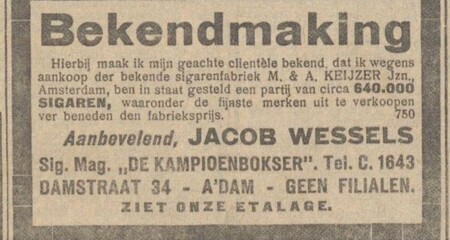 Bekendmaking
Hierbij maak ik mijn geachte clientèle bekend, dat ik wegens
aankoop der bekende sigarenfabriek M. & A. KEIJZER Jzn.,
Amsterdam, ben in staat gesteld een partij van circa 640.000
SIGAREN, waaronder de fijnste merken uit te verkoopen
ver beneden den fabrieksprijs. 750
Aanbevelend, JACOB WESSELS
Sig. Mag. „DE KAMPIOENBOKSER". Tel. C. 1643
DAMSTRAAT 34 - A'DAM - GEEN FILIALEN.
ZIET ONZE ETALAGE.